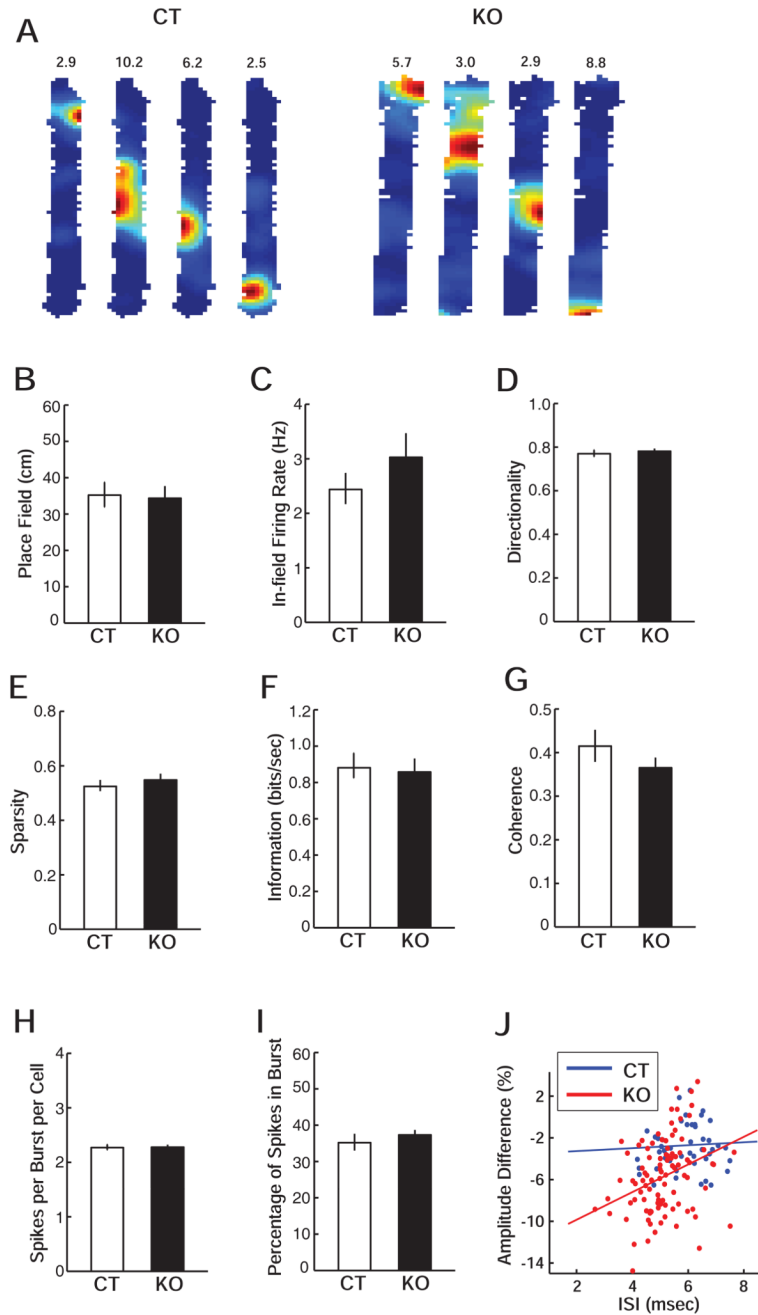 CT KO
A
2.9 10.2 6.2 2.5 5.7 3.0 2.9 8.8
B C D
Place Field (cm)
60
50
40
30
20
10
0
CT KO
In-field Firing Rate (Hz)
4
3
2
1
0
CT KO
Directionality
1.0
0.8
0.6
0.4
0.2
0
CT KO
E F G
Sparsity
0.8
0.6
0.4
0.2
0
CT KO
Information (bits/sec)
1.2
1.0
0.8
0.6
0.4
0.2
0
CT KO
Coherence
0.5
0.4
0.3
0.2
0.1
0
CT KO
H I J
Spikes per Burst per Cell
4
3
2
1
0
CT KO
Percentage of Spikes in Burst
60
50
40
30
20
10
0
CT KO
Amplitude Difference (%)
CT
KO
2
-2
-6
-10
-14
2 4 6 8
ISI (msec)